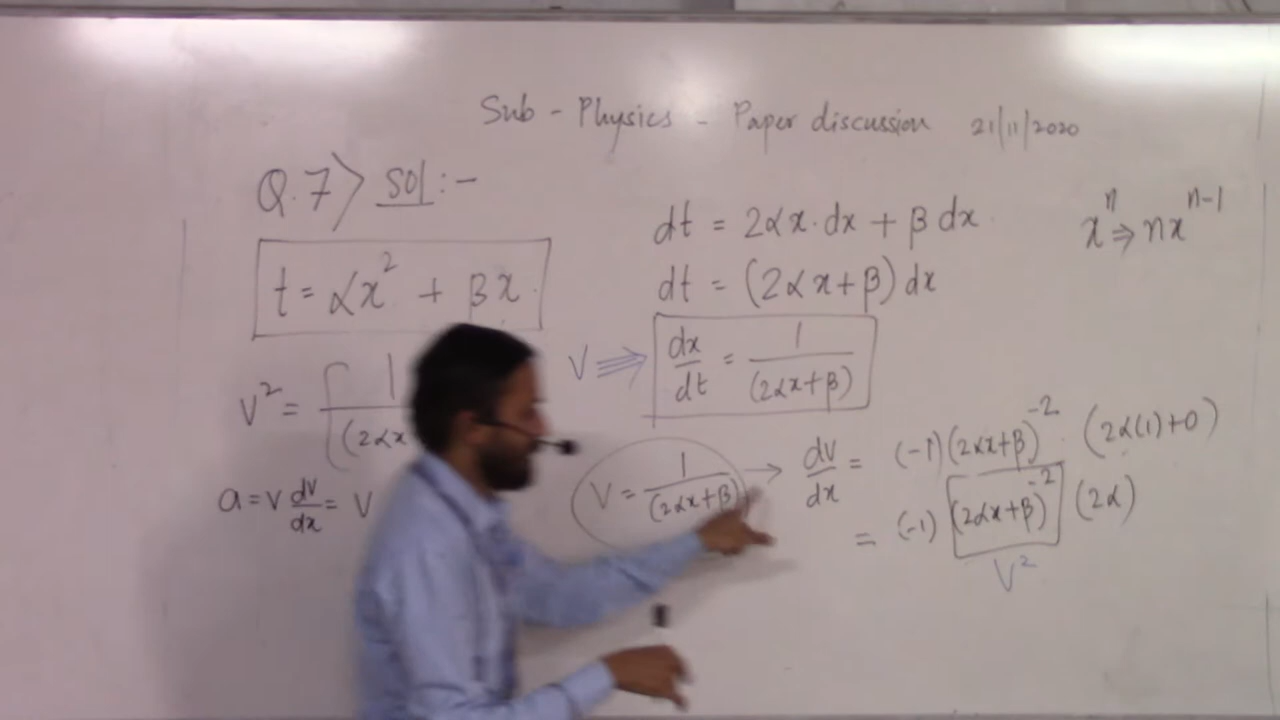 Sub - Physics - Paper discussion 21/11/2020
Q.7> sol:-
t = αx² + βx.
v² = 1/(2αx
a = v dv/dx = v
dt = 2αx.dx + β dx.
dt = (2αx+β) dx
v ⇛ dx/dt = 1/(2αx+β)
v = 1/(2αx+β) → dv/dx = (-1)(2αx+β)⁻² . (2α(1)+0)
= (-1) (2αx+β)⁻² (2α)
v²
xⁿ ⇒ nxⁿ⁻¹